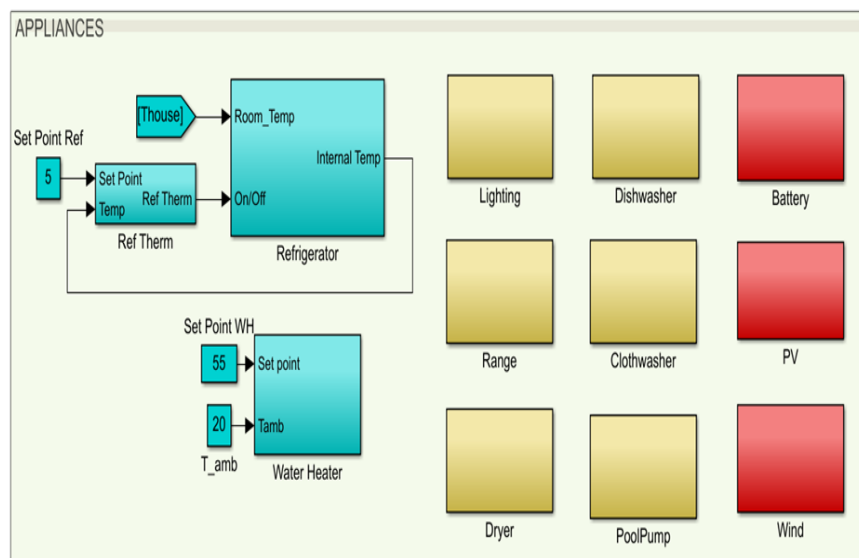 APPLIANCES
[Thouse]
Room_Temp
Internal Temp
On/Off
Refrigerator
Set Point Ref
5
Set Point
Temp
Ref Therm
Ref Therm
Set Point WH
55
Set point
20
Tamb
T_amb
Water Heater
Lighting
Dishwasher
Battery
Range
Clothwasher
PV
Dryer
PoolPump
Wind